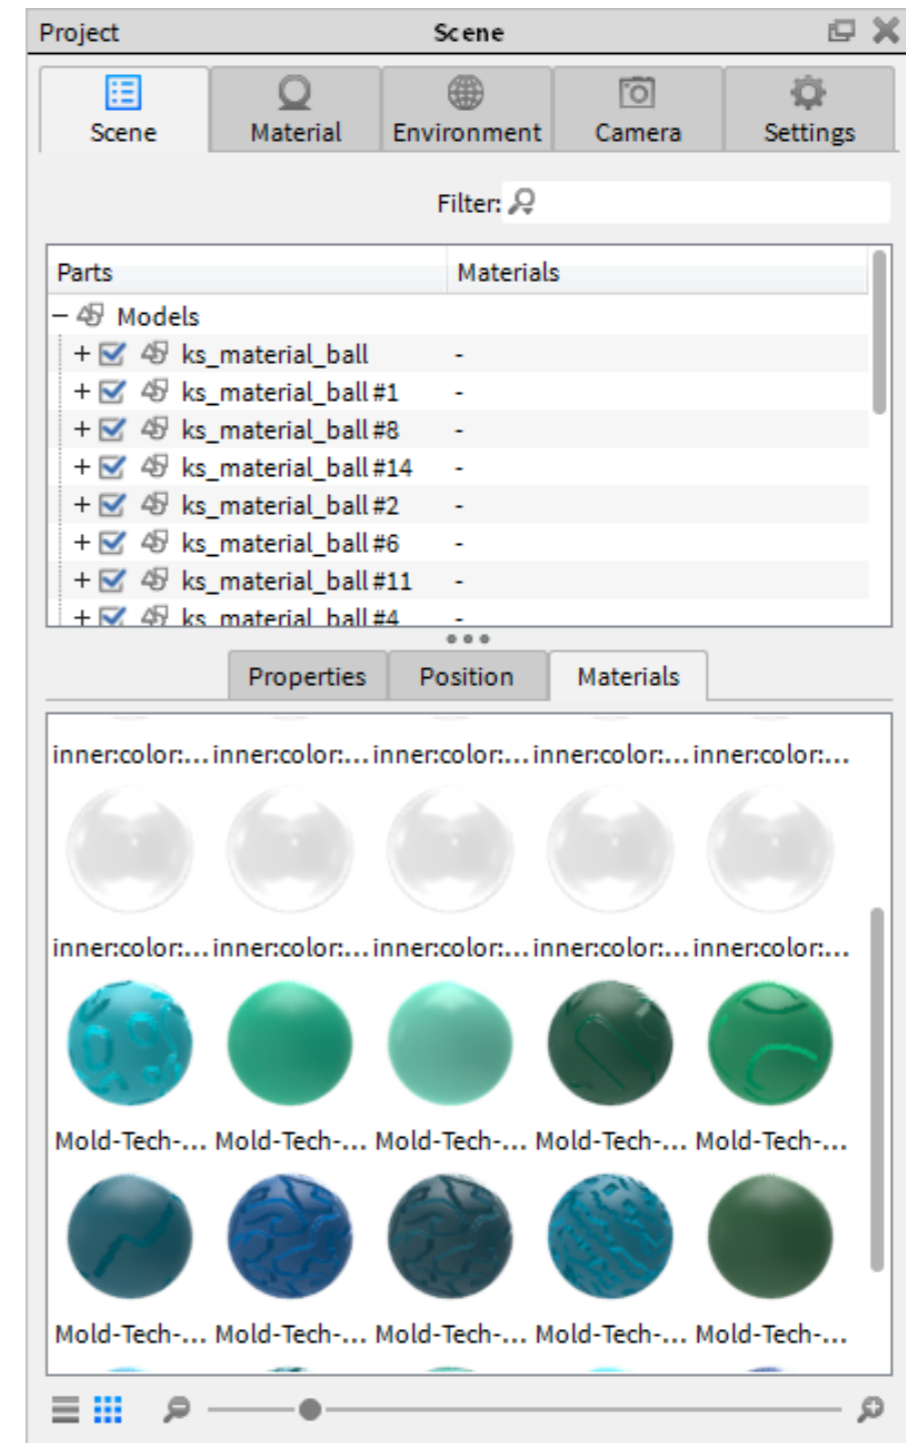 Project Scene
Scene Material Environment Camera Settings
Filter:
Parts Materials
Models
ks_material_ball -
ks_material_ball #1 -
ks_material_ball #8 -
ks_material_ball #14 -
ks_material_ball #2 -
ks_material_ball #6 -
ks_material_ball #11 -
ks_material_ball #4 -
Properties Position Materials
inner:color:... inner:color:... inner:color:... inner:color:... inner:color:...
inner:color:... inner:color:... inner:color:... inner:color:... inner:color:...
Mold-Tech-... Mold-Tech-... Mold-Tech-... Mold-Tech-... Mold-Tech-...
Mold-Tech-... Mold-Tech-... Mold-Tech-... Mold-Tech-... Mold-Tech-...